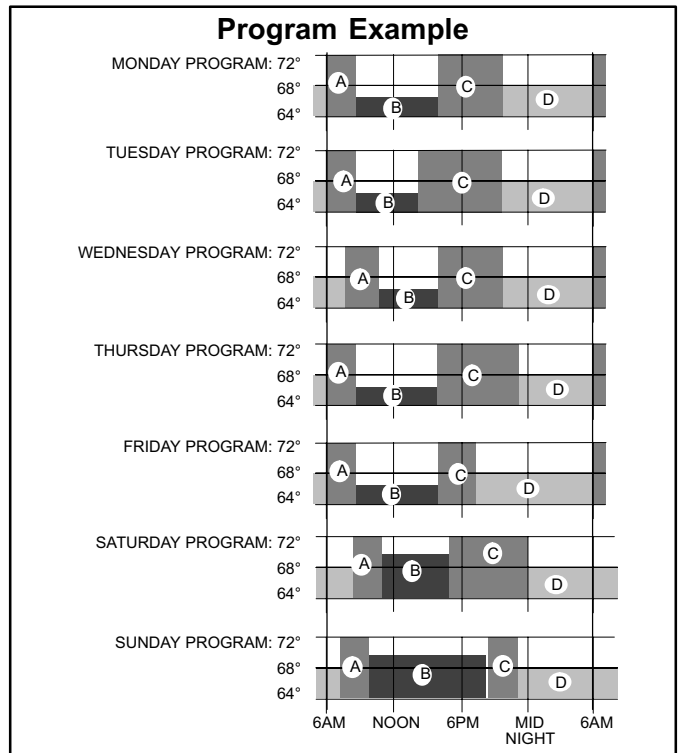 Program Example
MONDAY PROGRAM: 72°
68°
64°
A
B
C
D
TUESDAY PROGRAM: 72°
68°
64°
A
B
C
D
WEDNESDAY PROGRAM: 72°
68°
64°
A
B
C
D
THURSDAY PROGRAM: 72°
68°
64°
A
B
C
D
FRIDAY PROGRAM: 72°
68°
64°
A
B
C
D
SATURDAY PROGRAM: 72°
68°
64°
A
B
C
D
SUNDAY PROGRAM: 72°
68°
64°
A
B
C
D
6AM NOON 6PM MID 6AM
NIGHT